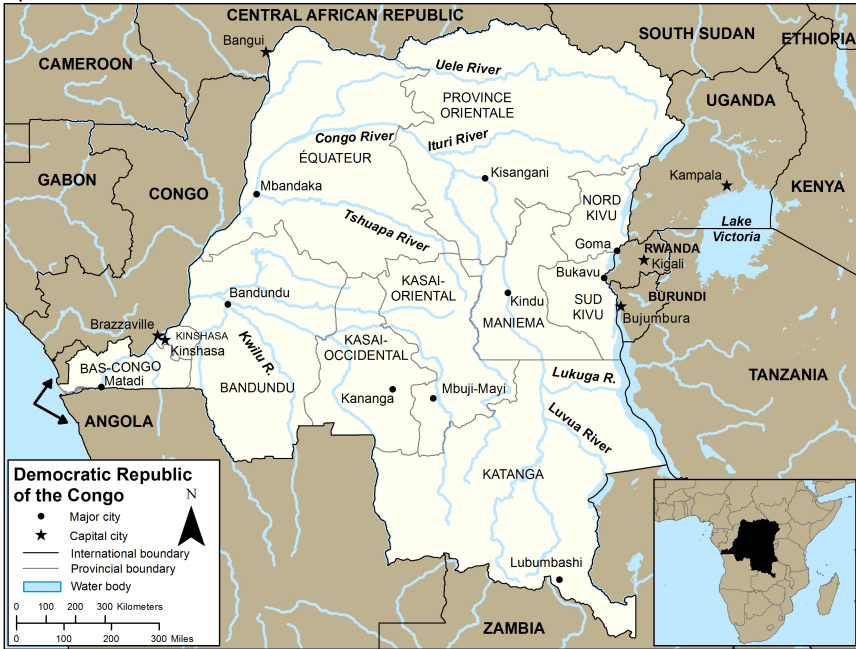 CENTRAL AFRICAN REPUBLIC
SOUTH SUDAN
ETHIOPIA
Bangui
CAMEROON
Uele River
PROVINCE
ORIENTALE
UGANDA
Congo River
Ituri River
ÉQUATEUR
GABON
CONGO
Mbandaka
Kisangani
Kampala
KENYA
NORD
KIVU
Tshuapa River
Lake
Victoria
Goma
RWANDA
Kigali
Bukavu
KASAI-
ORIENTAL
Bandundu
Kindu
SUD
KIVU
BURUNDI
Bujumbura
MANIEMA
Brazzaville
KINSHASA
Kinshasa
Kwilu R.
KASAI-
OCCIDENTAL
BAS-CONGO
Matadi
BANDUNDU
Kananga
Mbuji-Mayi
Lukuga R.
TANZANIA
Luvua River
ANGOLA
KATANGA
Lubumbashi
ZAMBIA
Democratic Republic
of the Congo
N
Major city
Capital city
International boundary
Provincial boundary
Water body
0 100 200 300 Kilometers
0 100 200 300 Miles